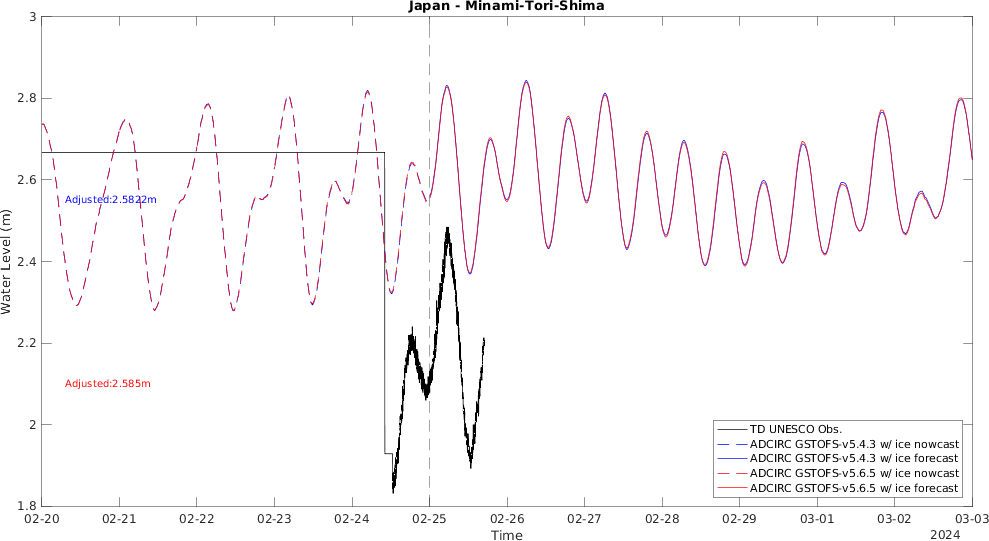 Japan - Minami-Tori-Shima
3
2.8
2.6
2.4
2.2
2
1.8
Water Level (m)
Adjusted:2.5822m
Adjusted:2.585m
TD UNESCO Obs.
ADCIRC GSTOFS-v5.4.3 w/ ice nowcast
ADCIRC GSTOFS-v5.4.3 w/ ice forecast
ADCIRC GSTOFS-v5.6.5 w/ ice nowcast
ADCIRC GSTOFS-v5.6.5 w/ ice forecast
02-20 02-21 02-22 02-23 02-24 02-25 02-26 02-27 02-28 02-29 03-01 03-02 03-03
Time
2024